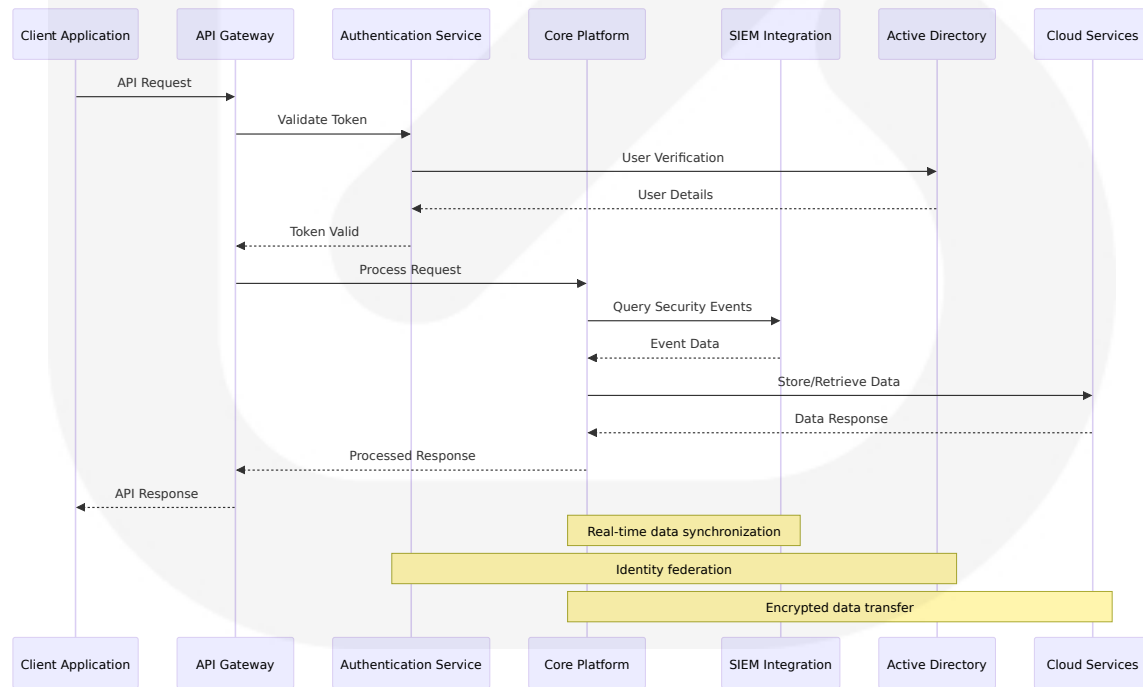 Client Application API Gateway Authentication Service Core Platform SIEM Integration Active Directory Cloud Services
API Request
Validate Token
User Verification
User Details
Token Valid
Process Request
Query Security Events
Event Data
Store/Retrieve Data
Data Response
Processed Response
API Response
Real-time data synchronization
Identity federation
Encrypted data transfer
Client Application API Gateway Authentication Service Core Platform SIEM Integration Active Directory Cloud Services